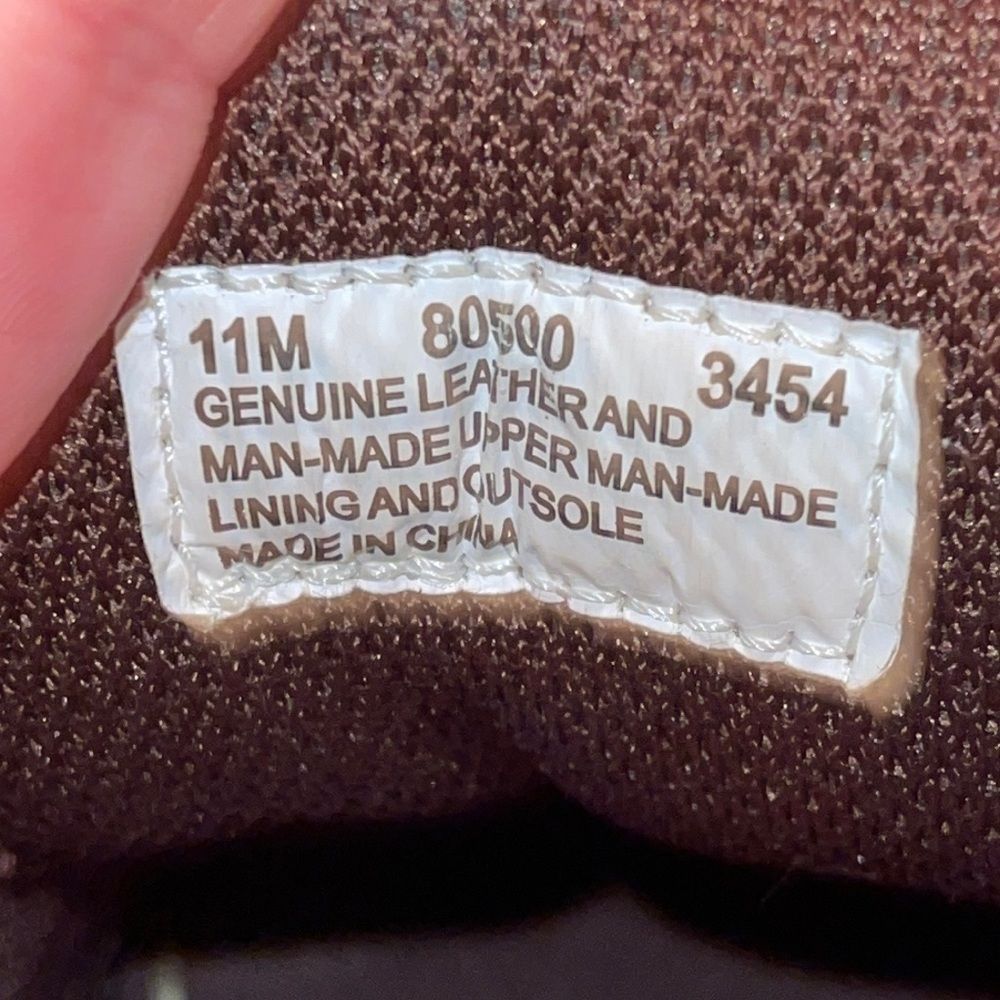 11M 80500 3454
GENUINE LEATHER AND
MAN-MADE UPPER MAN-MADE
LINING AND OUTSOLE
MADE IN CHINA